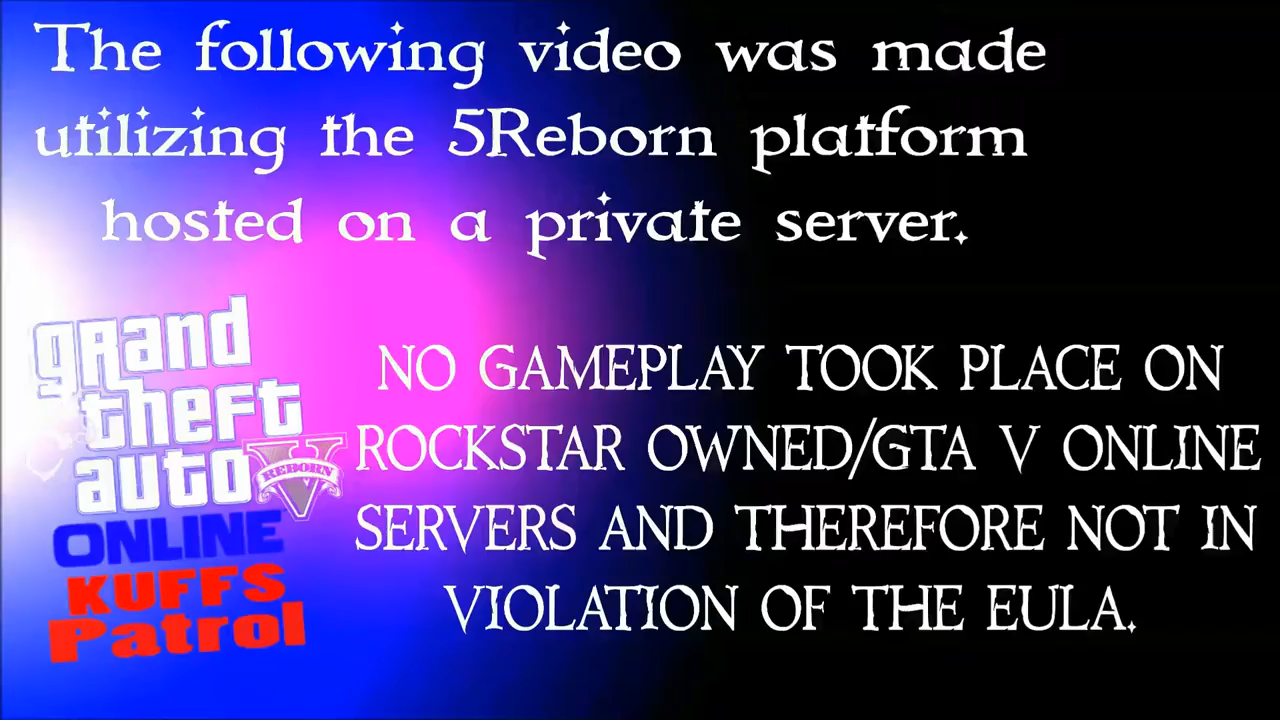 The following video was made
utilizing the 5Reborn platform
hosted on a private server.
grand
theft
auto V
REBORN
ONLINE
KUFFS
Patrol
NO GAMEPLAY TOOK PLACE ON
ROCKSTAR OWNED/GTA V ONLINE
SERVERS AND THEREFORE NOT IN
VIOLATION OF THE EULA.